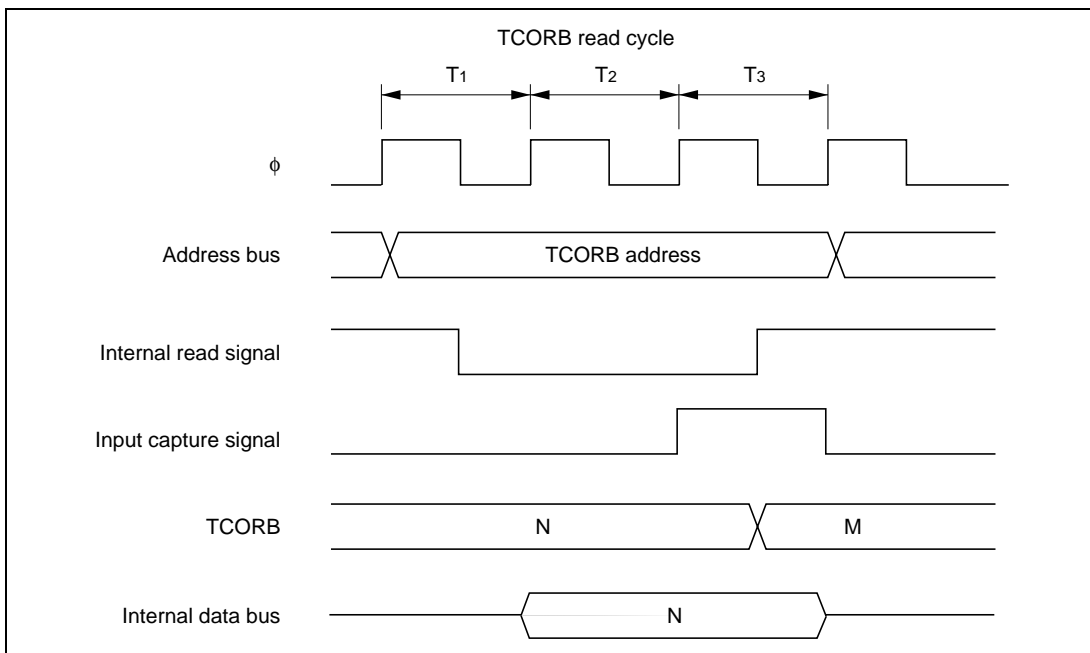 TCORB read cycle
T1 T2 T3
φ
Address bus
TCORB address
Internal read signal
Input capture signal
TCORB
N
M
Internal data bus
N